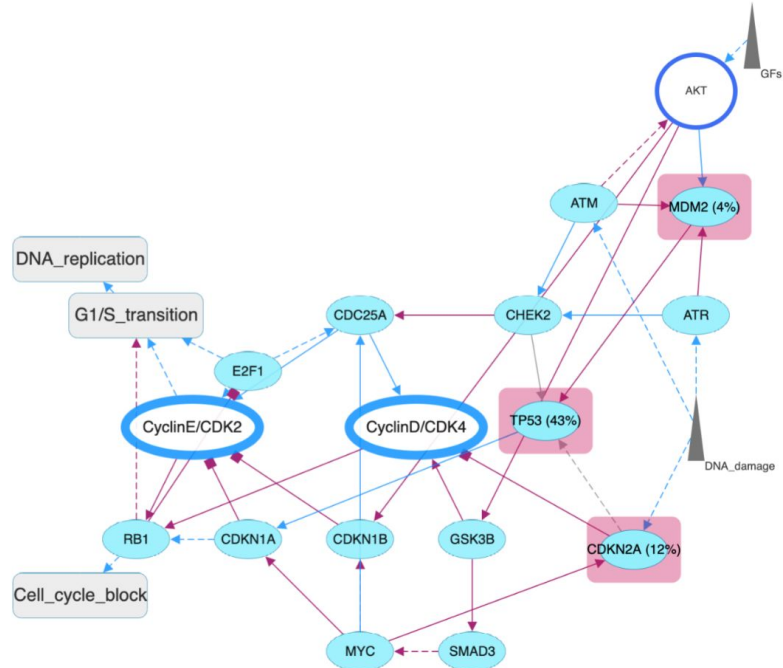 GFs
AKT
ATM
MDM2 (4%)
DNA_replication
G1/S_transition
CDC25A
CHEK2
ATR
E2F1
CyclinE/CDK2
CyclinD/CDK4
TP53 (43%)
DNA_damage
RB1
CDKN1A
CDKN1B
GSK3B
CDKN2A (12%)
Cell_cycle_block
MYC
SMAD3